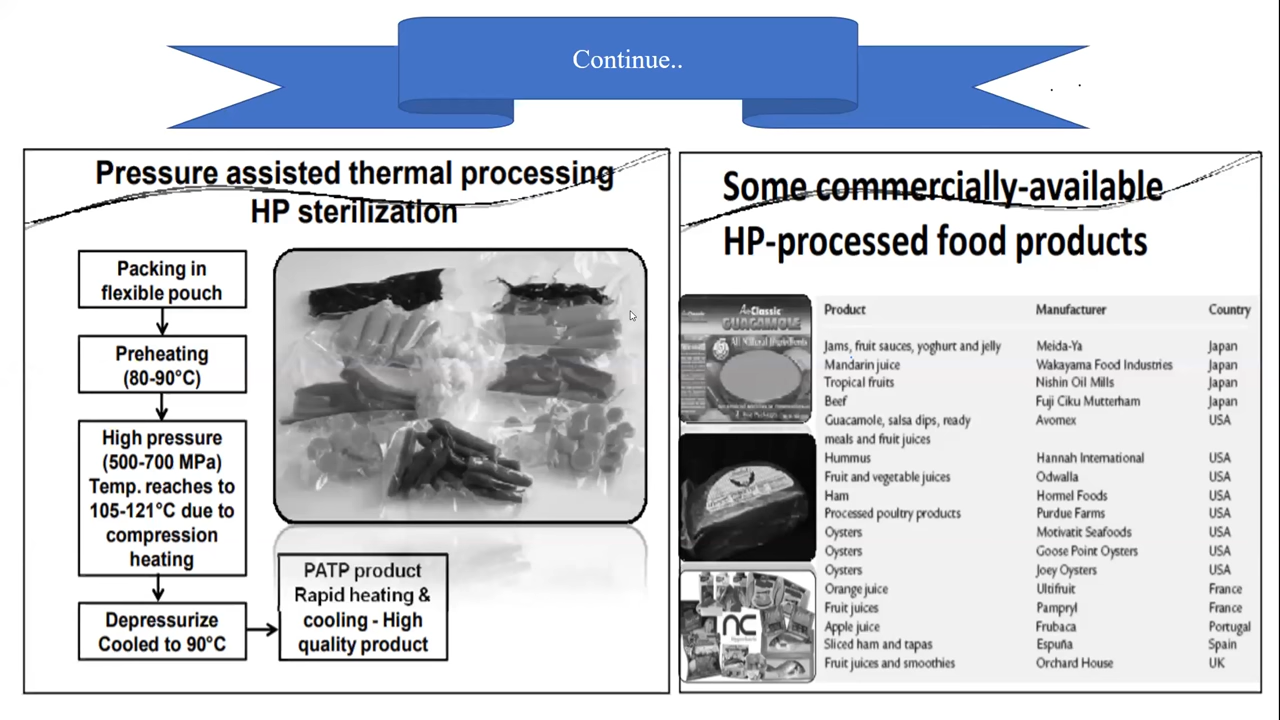 Continue..
Pressure assisted thermal processing
HP sterilization
Packing in
flexible pouch
Preheating
(80-90°C)
High pressure
(500-700 MPa)
Temp. reaches to
105-121°C due to
compression
heating
Depressurize
Cooled to 90°C
PATP product
Rapid heating &
cooling - High
quality product
Some commercially-available
HP-processed food products
Classic
GUACAMOLE
All Natural Ingredients
nc
Product Manufacturer Country
Jams, fruit sauces, yoghurt and jelly Meida-Ya Japan
Mandarin juice Wakayama Food Industries Japan
Tropical fruits Nishin Oil Mills Japan
Beef Fuji Ciku Mutterham Japan
Guacamole, salsa dips, ready Avomex USA
meals and fruit juices
Hummus Hannah International USA
Fruit and vegetable juices Odwalla USA
Ham Hormel Foods USA
Processed poultry products Purdue Farms USA
Oysters Motivatit Seafoods USA
Oysters Goose Point Oysters USA
Oysters Joey Oysters USA
Orange juice Ultifruit France
Fruit juices Pampryl France
Apple juice Frubaca Portugal
Sliced ham and tapas Espuña Spain
Fruit juices and smoothies Orchard House UK